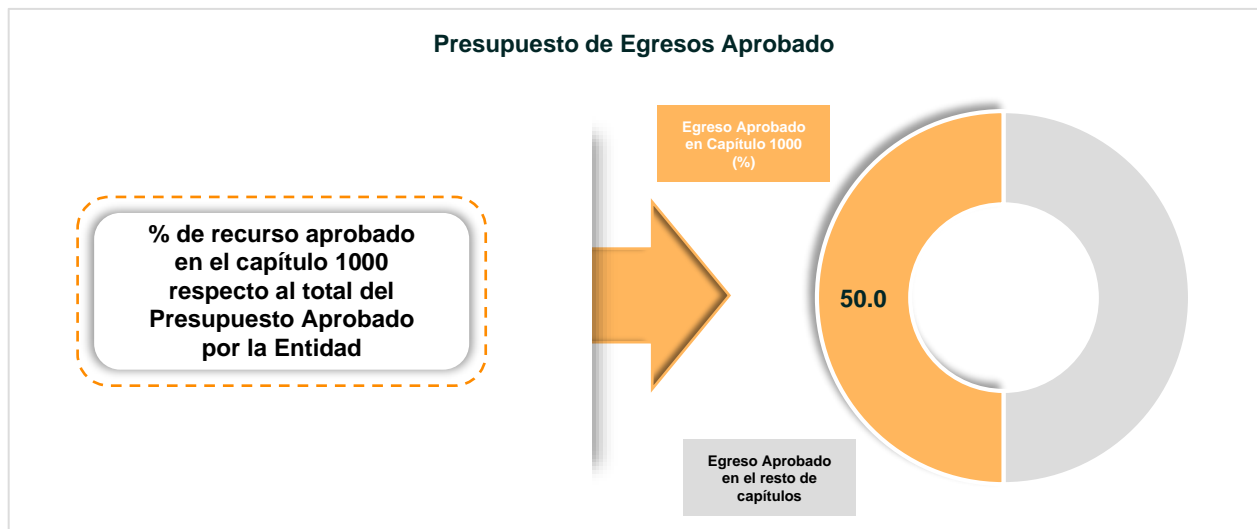 Presupuesto de Egresos Aprobado
% de recurso aprobado
en el capítulo 1000
respecto al total del
Presupuesto Aprobado
por la Entidad
Egreso Aprobado
en Capítulo 1000
(%)
50.0
Egreso Aprobado
en el resto de
capítulos